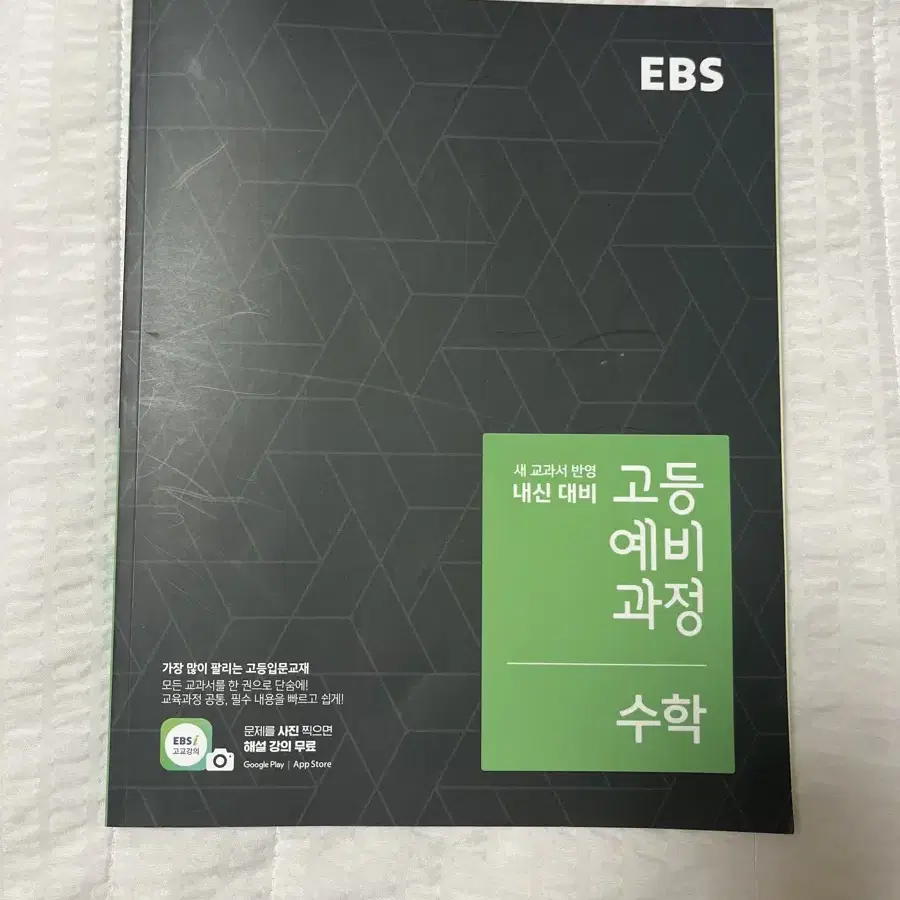 EBS
새 교과서 반영
내신 대비
고등
예비
과정
수학
가장 많이 팔리는 고등입문교재
모든 교과서를 한 권으로 단숨에!
교육과정 공통, 필수 내용을 빠르고 쉽게!
EBSi
고교강의
문제를 사진 찍으면
해설 강의 무료
Google Play | App Store